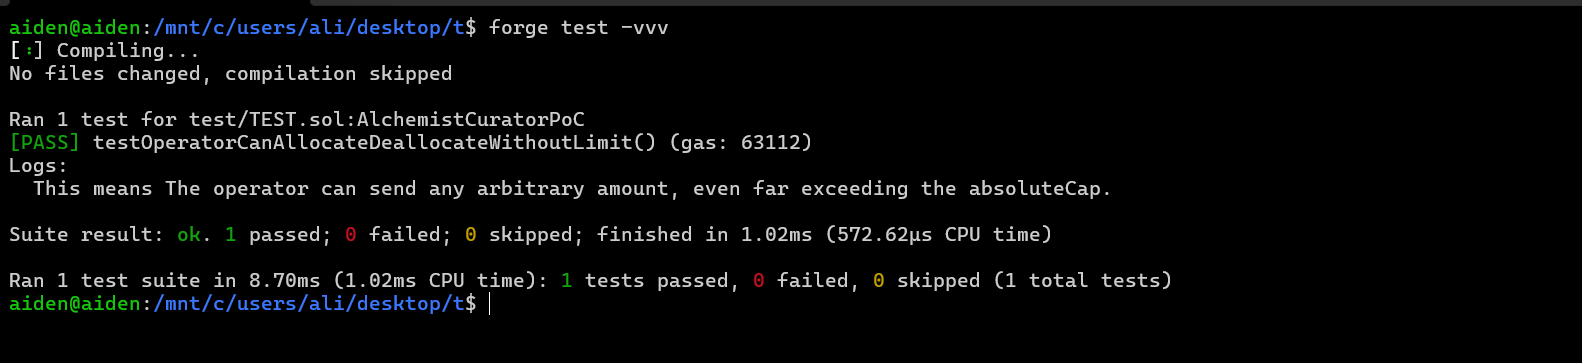 aiden@aiden:/mnt/c/users/ali/desktop/t$ forge test -vvv
[⠃] Compiling...
No files changed, compilation skipped
Ran 1 test for test/TEST.sol:AlchemistCuratorPoC
[PASS] testOperatorCanAllocateDeallocateWithoutLimit() (gas: 63112)
Logs:
  This means The operator can send any arbitrary amount, even far exceeding the absoluteCap.
Suite result: ok. 1 passed; 0 failed; 0 skipped; finished in 1.02ms (572.62µs CPU time)
Ran 1 test suite in 8.70ms (1.02ms CPU time): 1 tests passed, 0 failed, 0 skipped (1 total tests)
aiden@aiden:/mnt/c/users/ali/desktop/t$